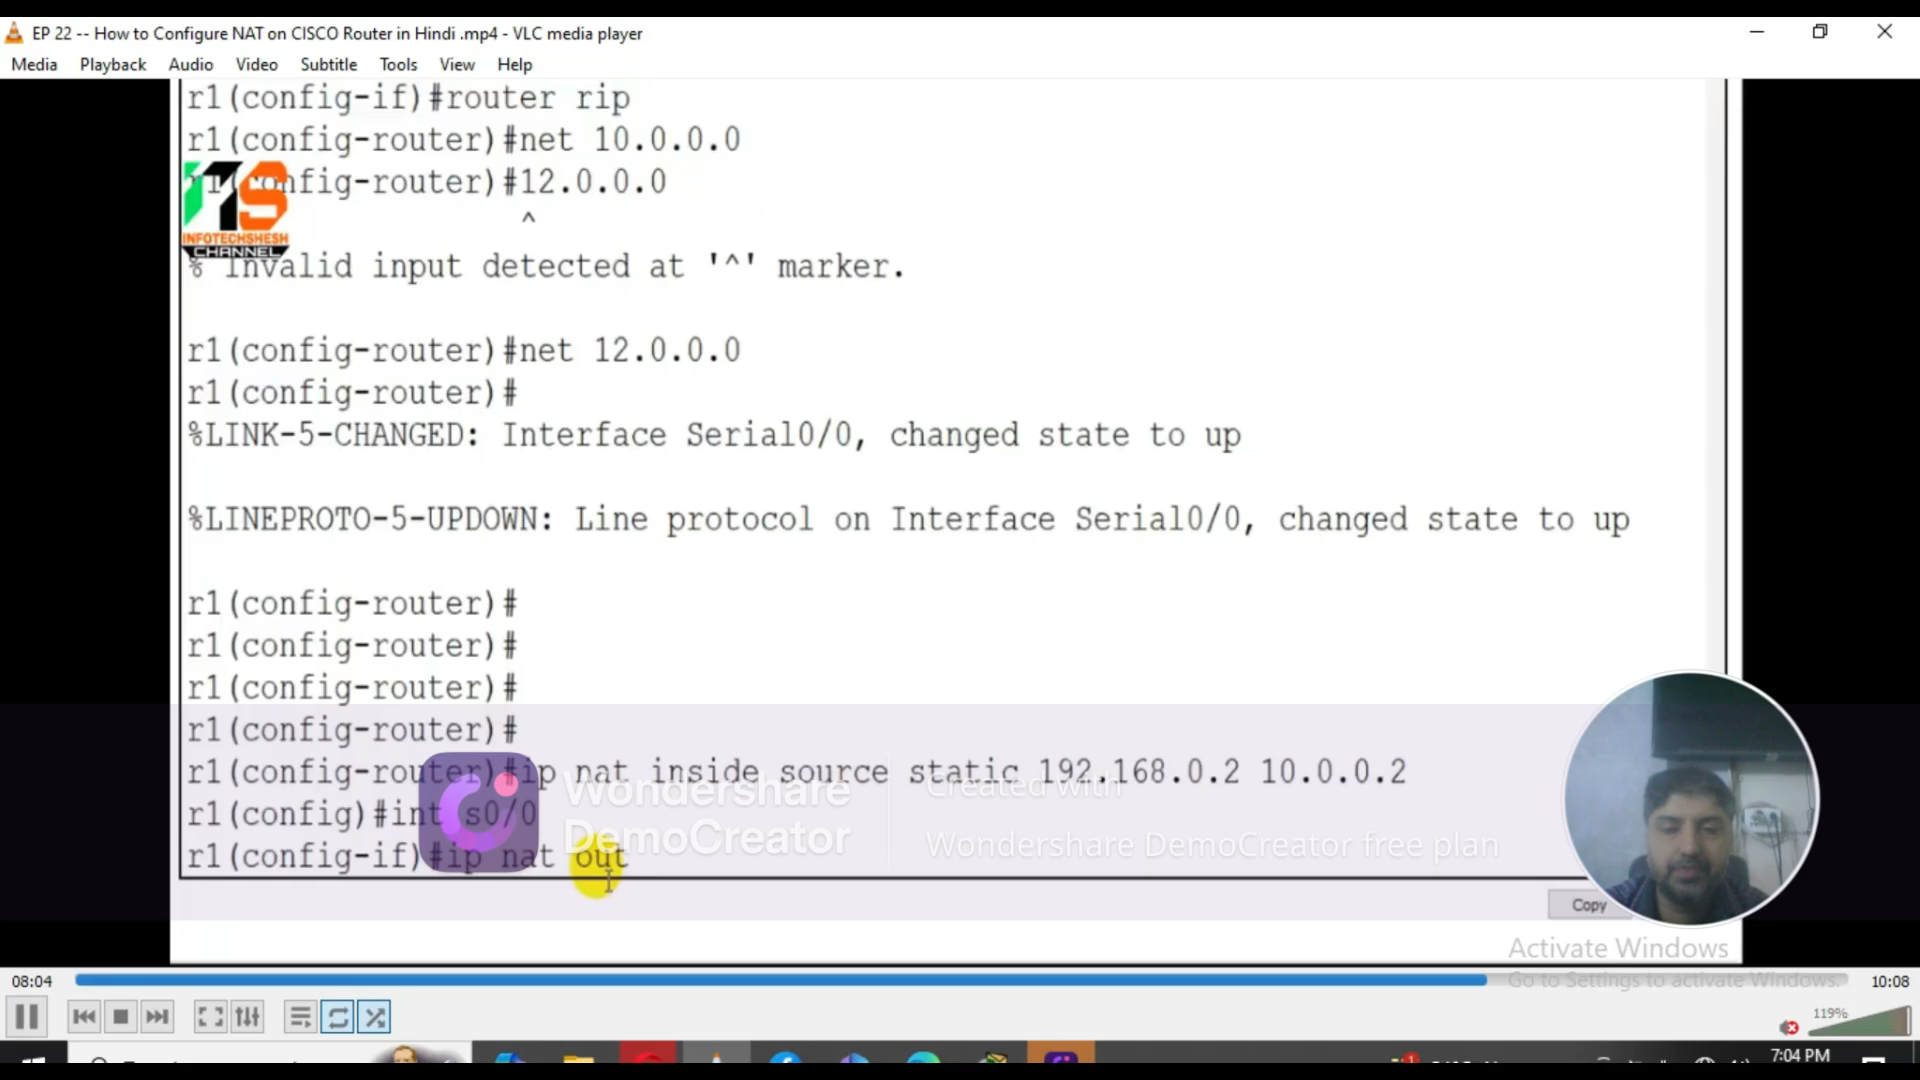 EP 22 -- How to Configure NAT on CISCO Router in Hindi .mp4 - VLC media player
Media Playback Audio Video Subtitle Tools View Help
r1(config-if)#router rip
r1(config-router)#net 10.0.0.0
r1(config-router)#12.0.0.0
^
ITS
INFOTECHSHESH
CHANNEL
% Invalid input detected at '^' marker.
r1(config-router)#net 12.0.0.0
r1(config-router)#
%LINK-5-CHANGED: Interface Serial0/0, changed state to up
%LINEPROTO-5-UPDOWN: Line protocol on Interface Serial0/0, changed state to up
r1(config-router)#
r1(config-router)#
r1(config-router)#
r1(config-router)#
r1(config-router)#ip nat inside source static 192.168.0.2 10.0.0.2
r1(config)#int s0/0
r1(config-if)#ip nat out
Wondershare
DemoCreator
Created with
Wondershare DemoCreator free plan
Copy
Activate Windows
Go to Settings to activate Windows.
08:04
10:08
119%
7:04 PM